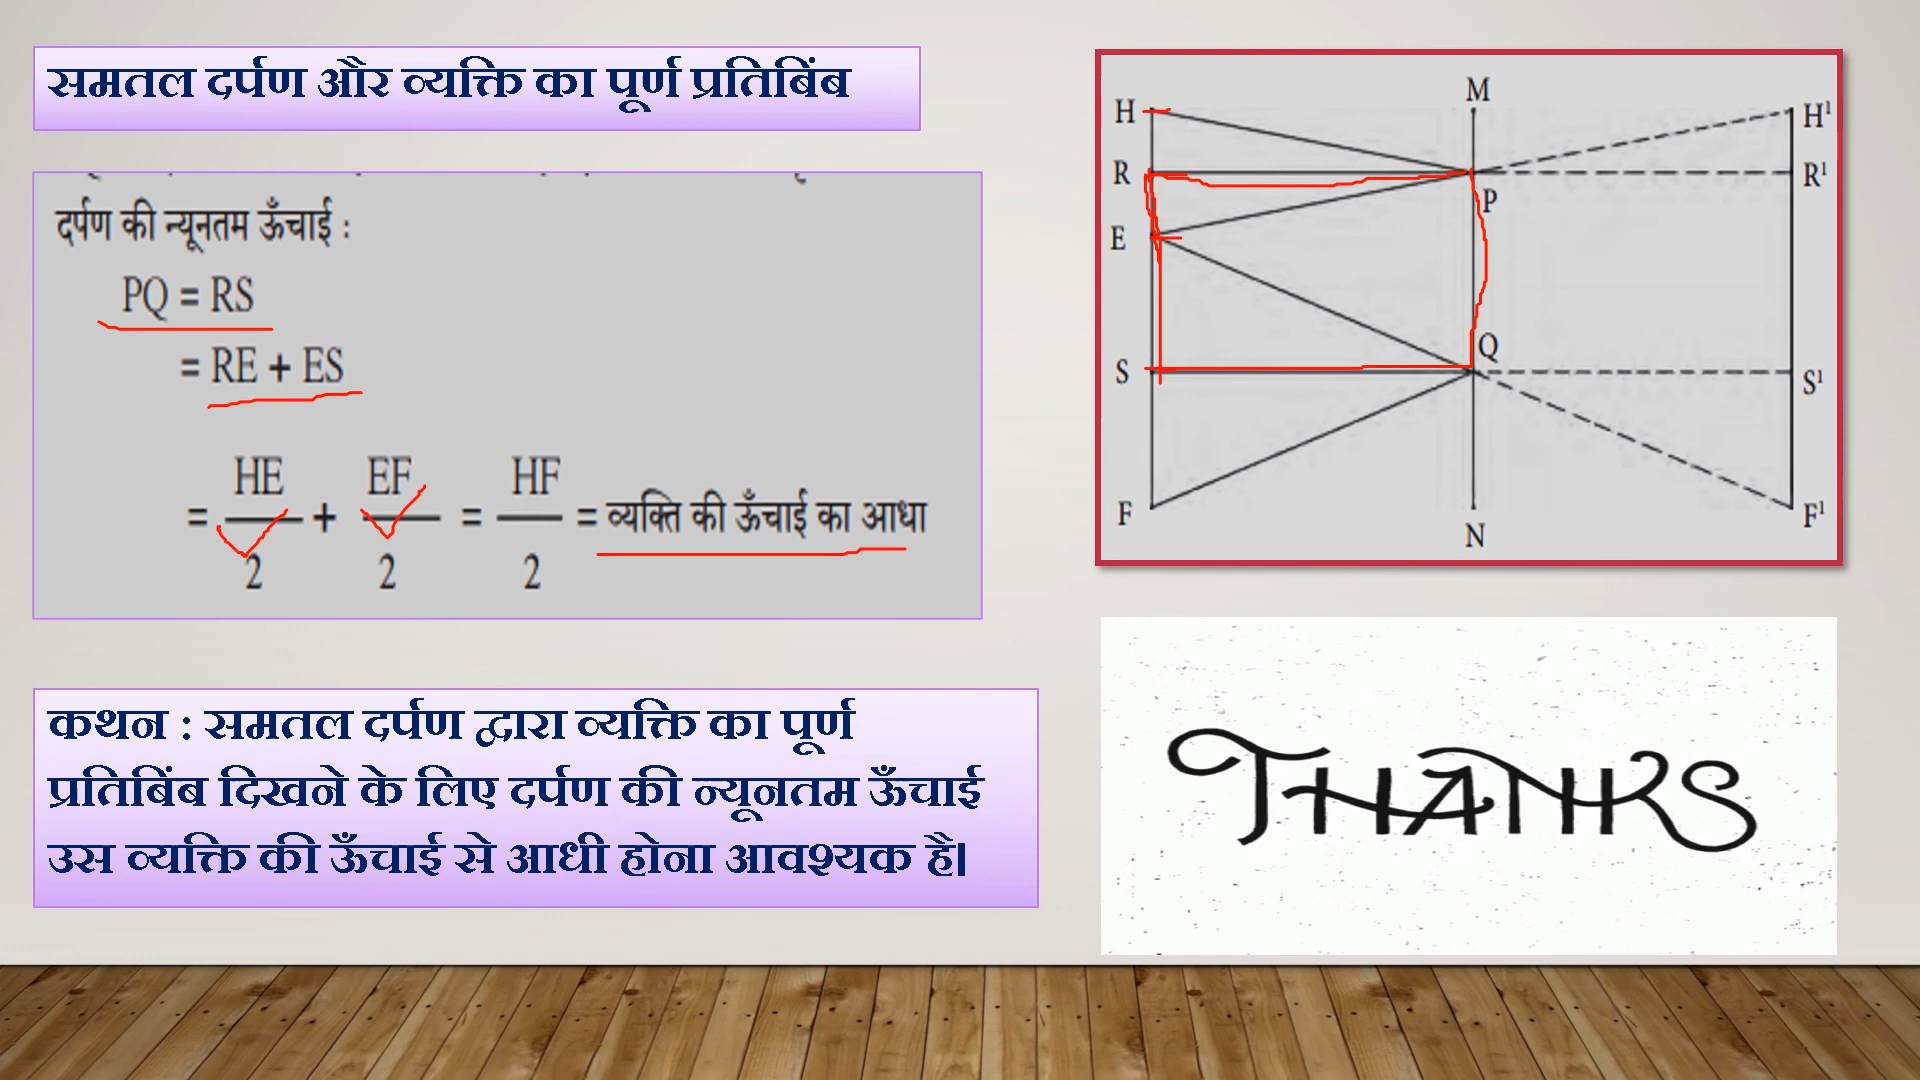 समतल दर्पण और व्यक्ति का पूर्ण प्रतिबिंब
दर्पण की न्यूनतम ऊँचाई :
PQ = RS
= RE + ES
= HE/2 + EF/2 = HF/2 = व्यक्ति की ऊँचाई का आधा
कथन : समतल दर्पण द्वारा व्यक्ति का पूर्ण
प्रतिबिंब दिखने के लिए दर्पण की न्यूनतम ऊँचाई
उस व्यक्ति की ऊँचाई से आधी होना आवश्यक है।
M
H H¹
R R¹
P
E
Q
S S¹
F F¹
N
THANKS